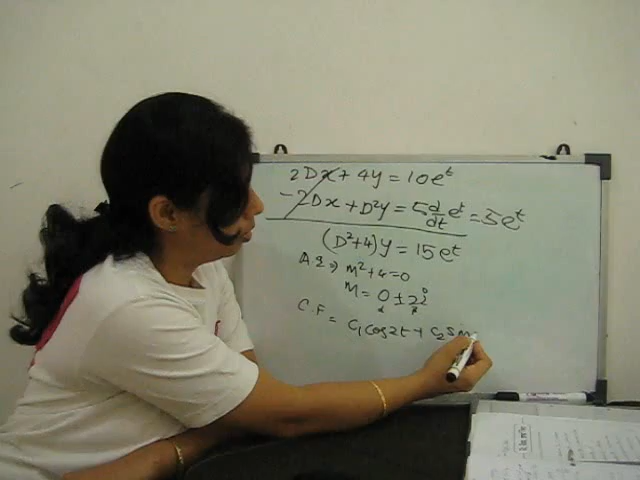 2Dx + 4y = 10e^t
-2Dx + D²y = 5 d/dt e^t = 5e^t
(D²+4)y = 15e^t
A.E ⇒ m²+4=0
m = 0 ± 2i
α β
C.F = C₁cos2t + C₂sin